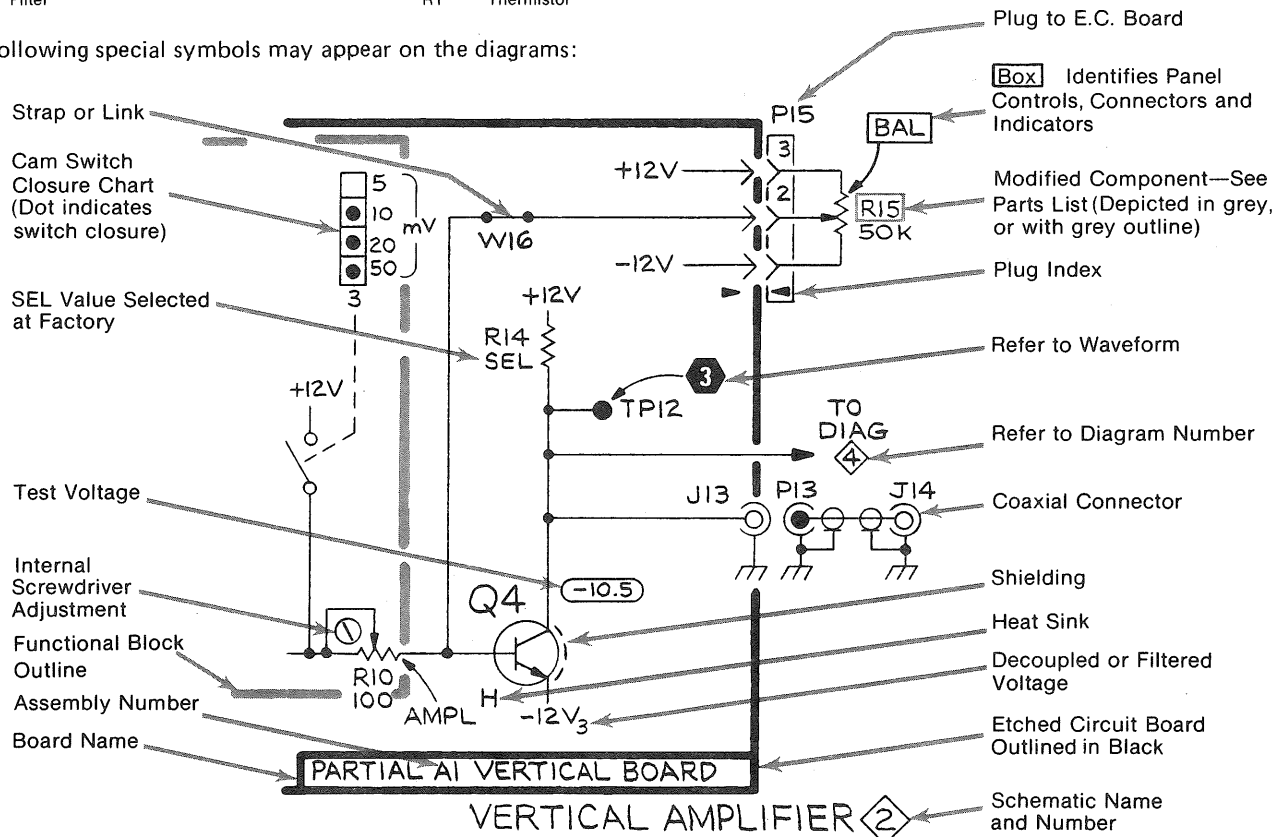 Filter
RT Thermistor
ollowing special symbols may appear on the diagrams:
Strap or Link
Cam Switch
Closure Chart
(Dot indicates
switch closure)
SEL Value Selected
at Factory
Test Voltage
Internal
Screwdriver
Adjustment
Functional Block
Outline
Assembly Number
Board Name
5
10
20
50
mV
3
+12V
R10
100
AMPL
W16
+12V
R14
SEL
TP12
3
Q4
-10.5
H
-12V3
+12V
-12V
P15
3
2
BAL
R15
50K
TO
DIAG
4
J13
P13
J14
PARTIAL A1 VERTICAL BOARD
VERTICAL AMPLIFIER 2
Plug to E.C. Board
Box Identifies Panel
Controls, Connectors and
Indicators
Modified Component—See
Parts List (Depicted in grey,
or with grey outline)
Plug Index
Refer to Waveform
Refer to Diagram Number
Coaxial Connector
Shielding
Heat Sink
Decoupled or Filtered
Voltage
Etched Circuit Board
Outlined in Black
Schematic Name
and Number